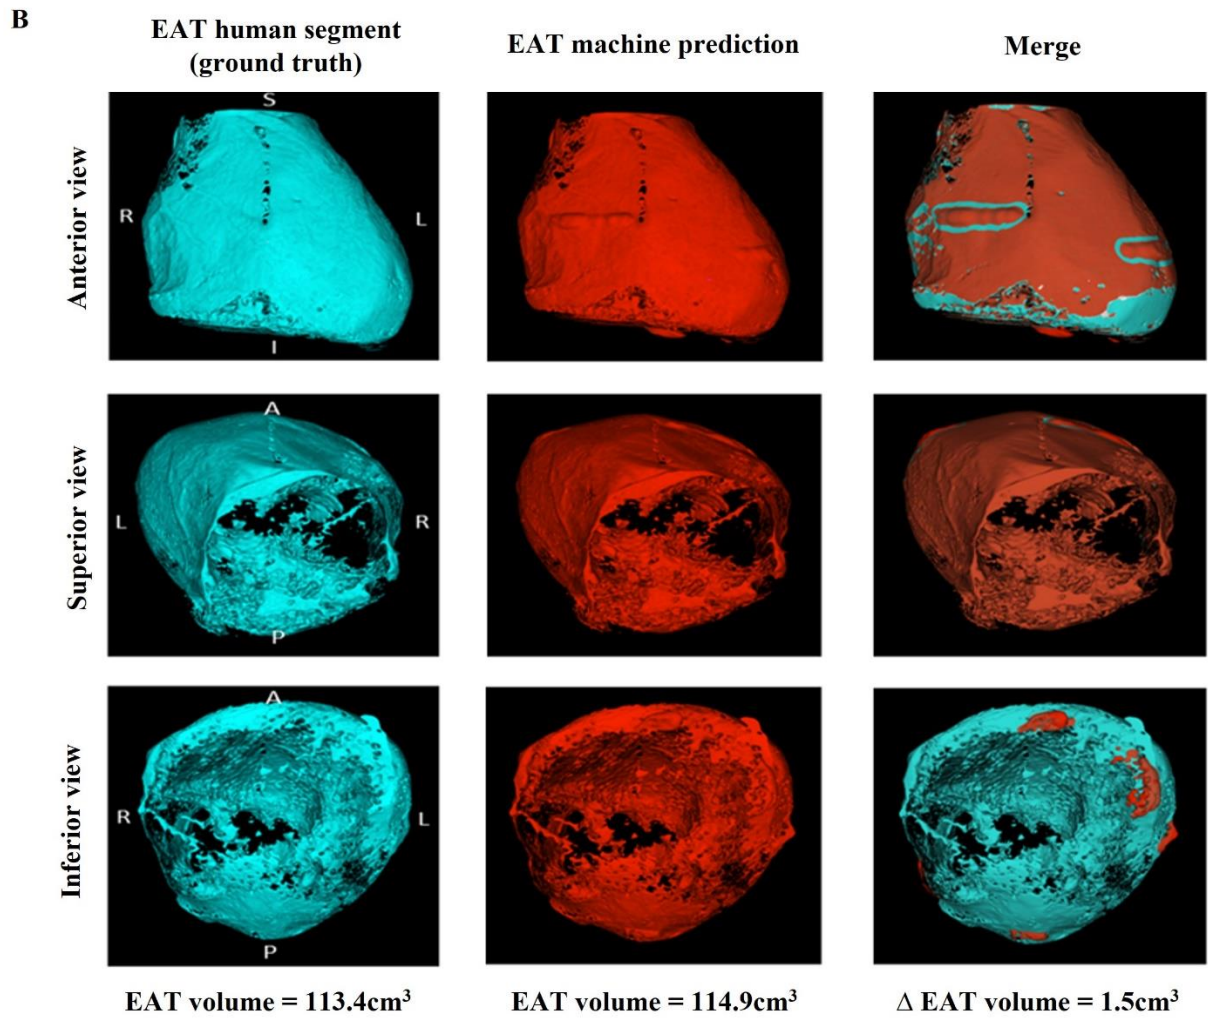 B
EAT human segment
(ground truth)
EAT machine prediction
Merge
Anterior view
S
R
L
I
Superior view
A
L
R
P
Inferior view
A
R
L
P
EAT volume = 113.4cm³
EAT volume = 114.9cm³
Δ EAT volume = 1.5cm³